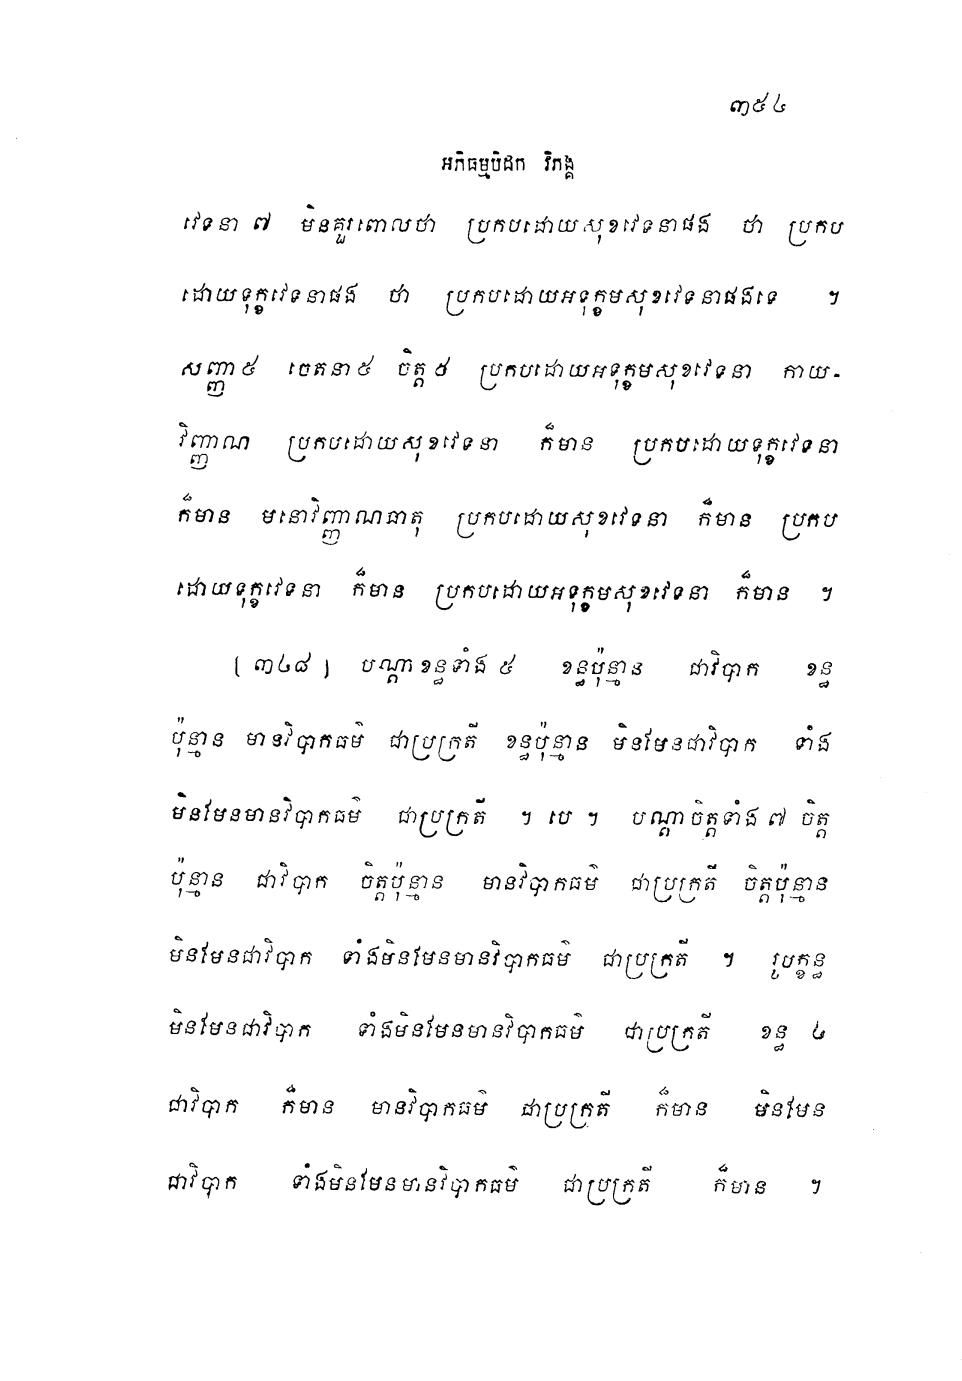 ៣៥៤
អភិធម្មបិដក វិភង្គ
វេទនា ៧ មិនគួរពោលថា ប្រកបដោយសុខវេទនាផង ថា ប្រកប
ដោយទុក្ខវេទនាផង ថា ប្រកបដោយអទុក្ខមសុខវេទនាផងទេ ។
សញ្ញា ៥ ចេតនា ៥ ចិត្ត ៥ ប្រកបដោយអទុក្ខមសុខវេទនា កាយ-
វិញ្ញាណ ប្រកបដោយសុខវេទនា ក៏មាន ប្រកបដោយទុក្ខវេទនា
ក៏មាន មនោវិញ្ញាណធាតុ ប្រកបដោយសុខវេទនា ក៏មាន ប្រកប
ដោយទុក្ខវេទនា ក៏មាន ប្រកបដោយអទុក្ខមសុខវេទនា ក៏មាន ។
[ ៣៤៨ ] បណ្តាខន្ធទាំង ៥ ខន្ធប៉ុន្មាន ជាវិបាក ខន្ធ
ប៉ុន្មាន មានវិបាកធម៌ ជាប្រក្រតី ខន្ធប៉ុន្មាន មិនមែនជាវិបាក ទាំង
មិនមែនមានវិបាកធម៌ ជាប្រក្រតី ។ បេ ។ បណ្តាចិត្តទាំង ៧ ចិត្ត
ប៉ុន្មាន ជាវិបាក ចិត្តប៉ុន្មាន មានវិបាកធម៌ ជាប្រក្រតី ចិត្តប៉ុន្មាន
មិនមែនជាវិបាក ទាំងមិនមែនមានវិបាកធម៌ ជាប្រក្រតី ។ រូបក្ខន្ធ
មិនមែនជាវិបាក ទាំងមិនមែនមានវិបាកធម៌ ជាប្រក្រតី ខន្ធ ៤
ជាវិបាក ក៏មាន មានវិបាកធម៌ ជាប្រក្រតី ក៏មាន មិនមែន
ជាវិបាក ទាំងមិនមែនមានវិបាកធម៌ ជាប្រក្រតី ក៏មាន ។